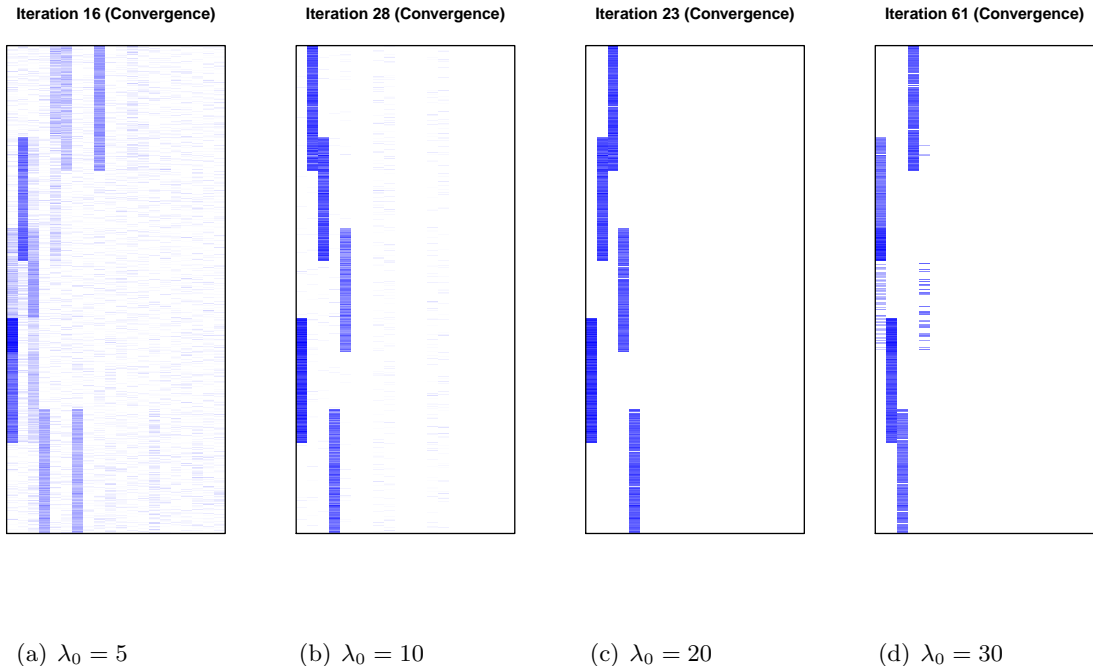 Iteration 16 (Convergence)
Iteration 28 (Convergence)
Iteration 23 (Convergence)
Iteration 61 (Convergence)
(a) λ₀ = 5
(b) λ₀ = 10
(c) λ₀ = 20
(d) λ₀ = 30